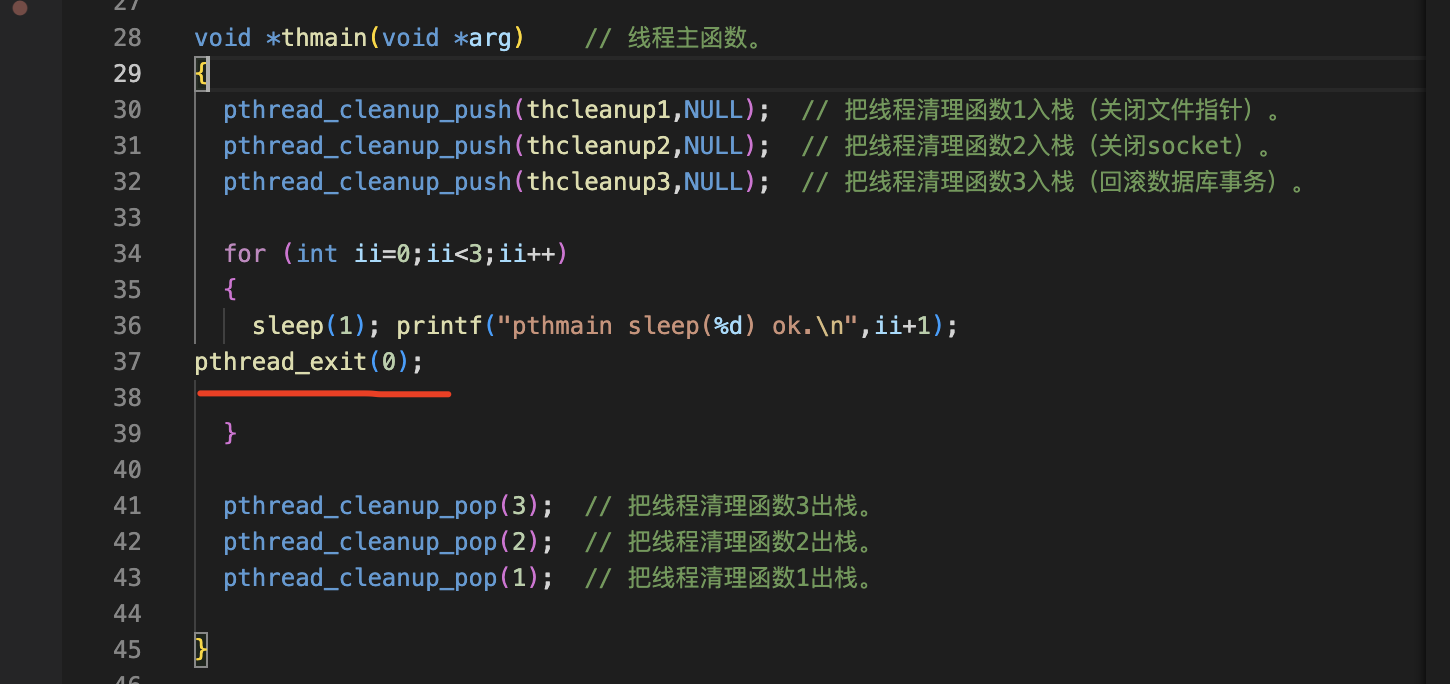 27
28 void *thmain(void *arg)    // 线程主函数。
29 {
30   pthread_cleanup_push(thcleanup1,NULL);  // 把线程清理函数1入栈（关闭文件指针）。
31   pthread_cleanup_push(thcleanup2,NULL);  // 把线程清理函数2入栈（关闭socket）。
32   pthread_cleanup_push(thcleanup3,NULL);  // 把线程清理函数3入栈（回滚数据库事务）。
33
34   for (int ii=0;ii<3;ii++)
35   {
36     sleep(1); printf("pthmain sleep(%d) ok.\n",ii+1);
37 pthread_exit(0);
38
39   }
40
41   pthread_cleanup_pop(3);  // 把线程清理函数3出栈。
42   pthread_cleanup_pop(2);  // 把线程清理函数2出栈。
43   pthread_cleanup_pop(1);  // 把线程清理函数1出栈。
44
45 }
46